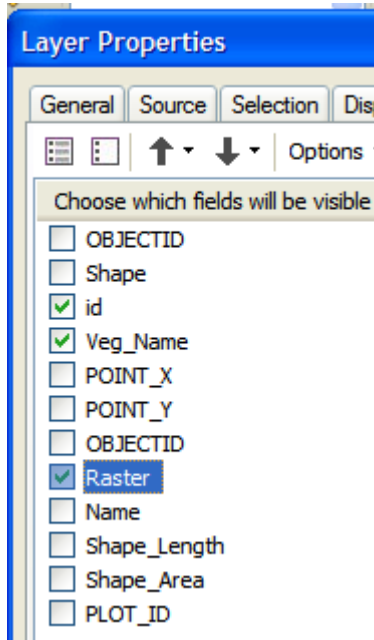 Layer Properties
General Source Selection Dis
Options
Choose which fields will be visible
OBJECTID
Shape
id
Veg_Name
POINT_X
POINT_Y
OBJECTID
Raster
Name
Shape_Length
Shape_Area
PLOT_ID